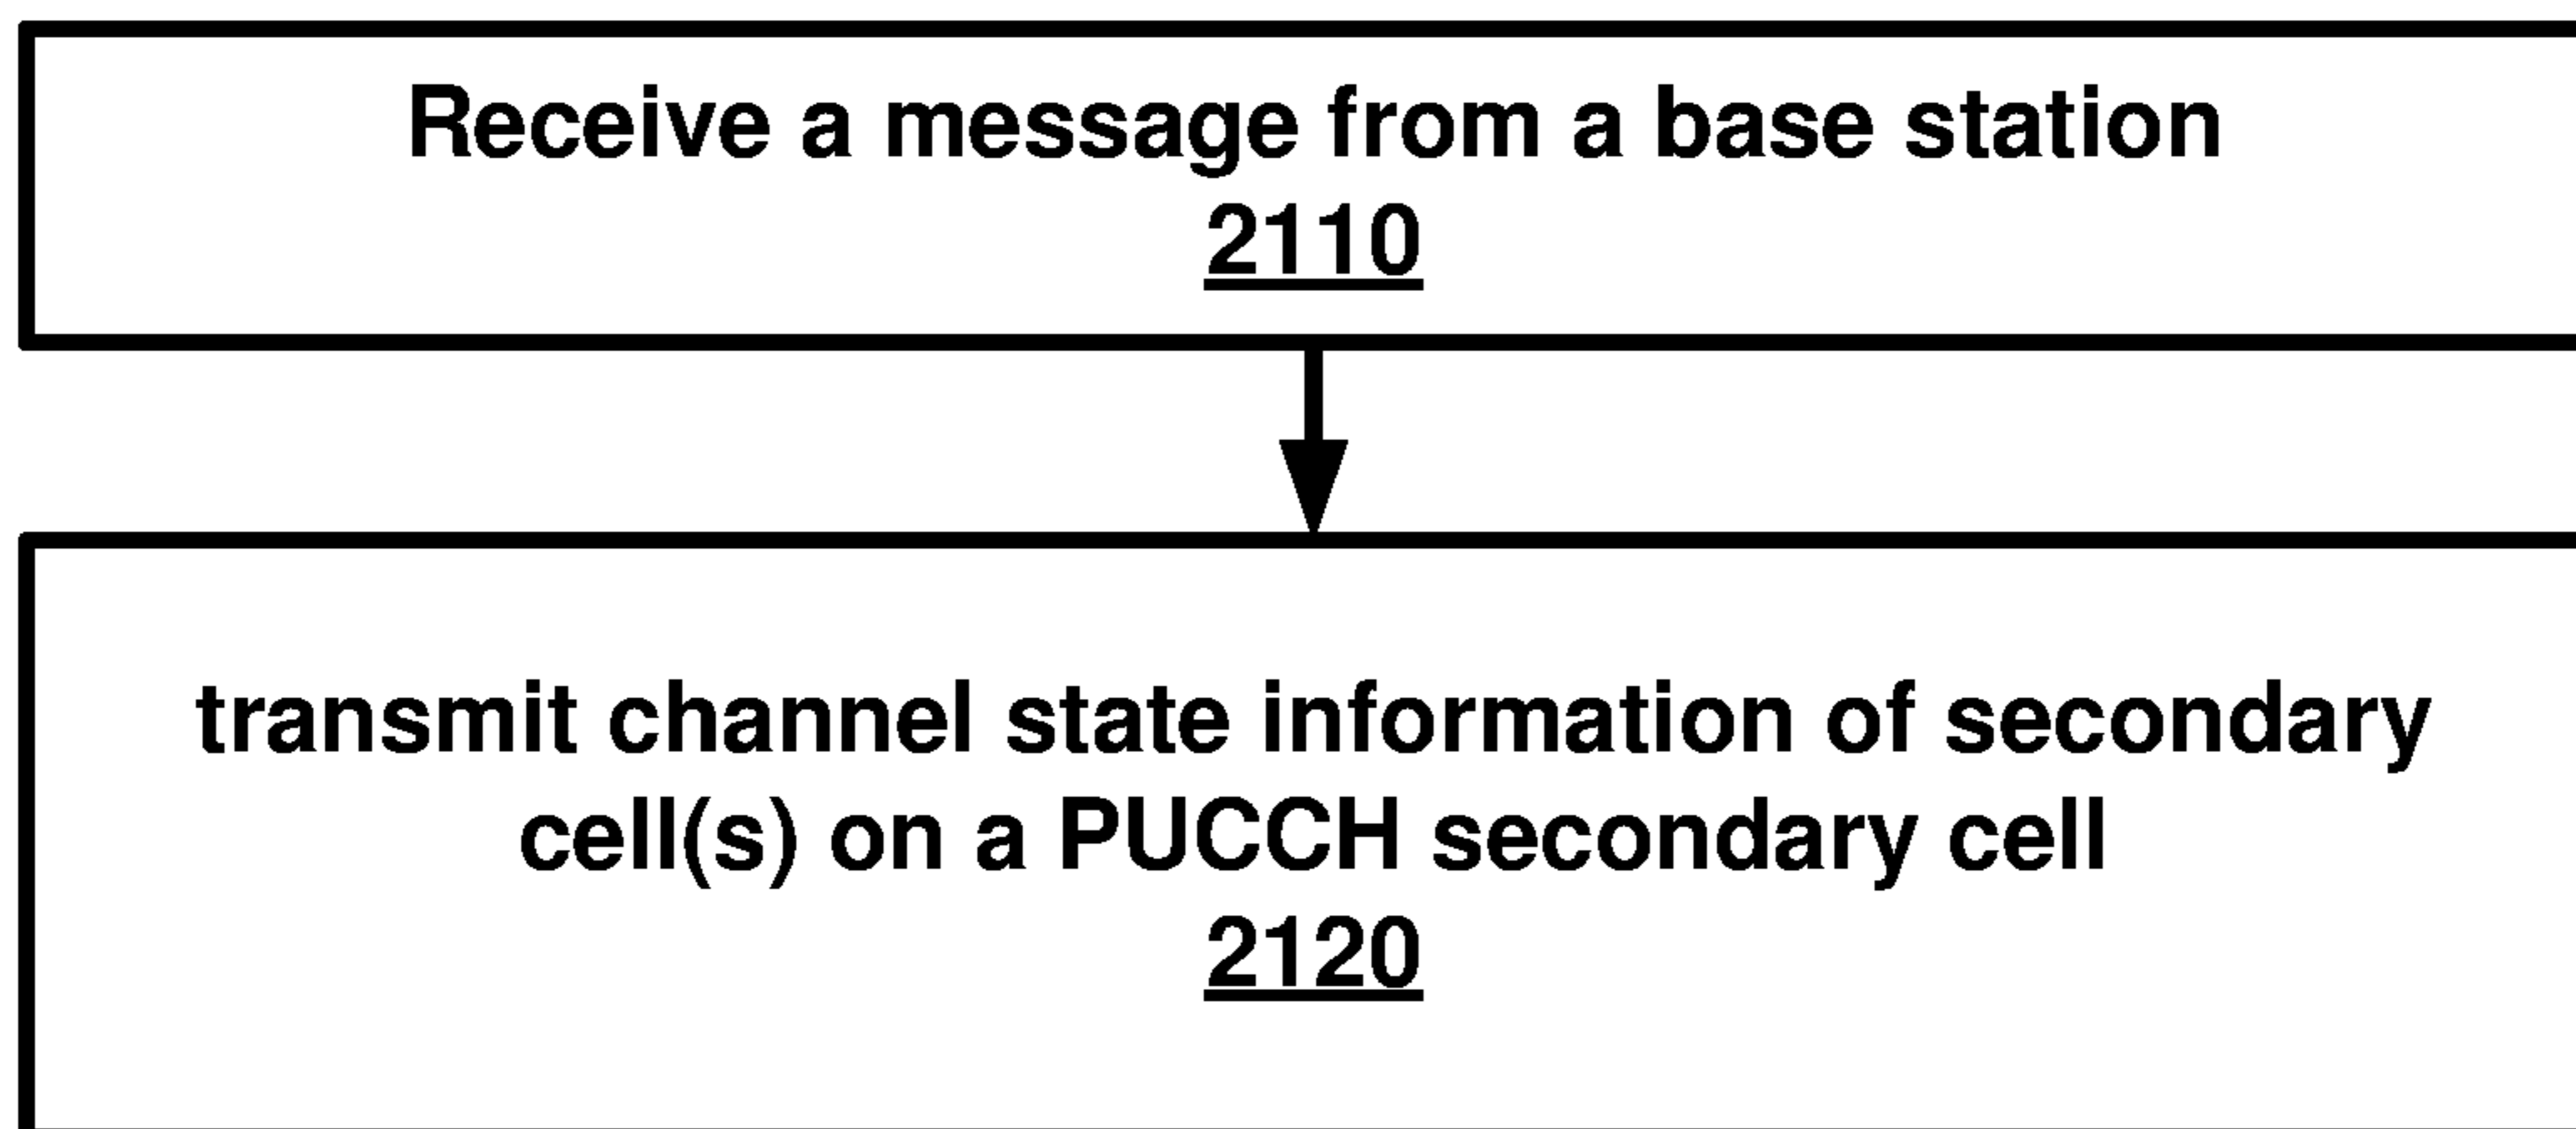 Receive a message from a base station
2110
transmit channel state information of secondary
cell(s) on a PUCCH secondary cell
2120